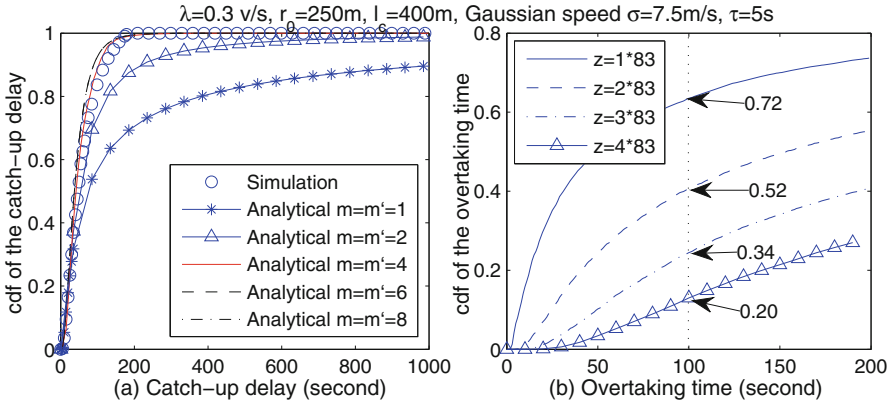 λ=0.3 v/s, r0=250m, lc=400m, Gaussian speed σ=7.5m/s, τ=5s
cdf of the catch−up delay
1
0.8
0.6
0.4
0.2
0
Simulation
Analytical m=m‘=1
Analytical m=m‘=2
Analytical m=m‘=4
Analytical m=m‘=6
Analytical m=m‘=8
0 200 400 600 800 1000
(a) Catch−up delay (second)
cdf of the overtaking time
0.8
0.6
0.4
0.2
0
z=1*83
z=2*83
z=3*83
z=4*83
0.72
0.52
0.34
0.20
0 50 100 150 200
(b) Overtaking time (second)